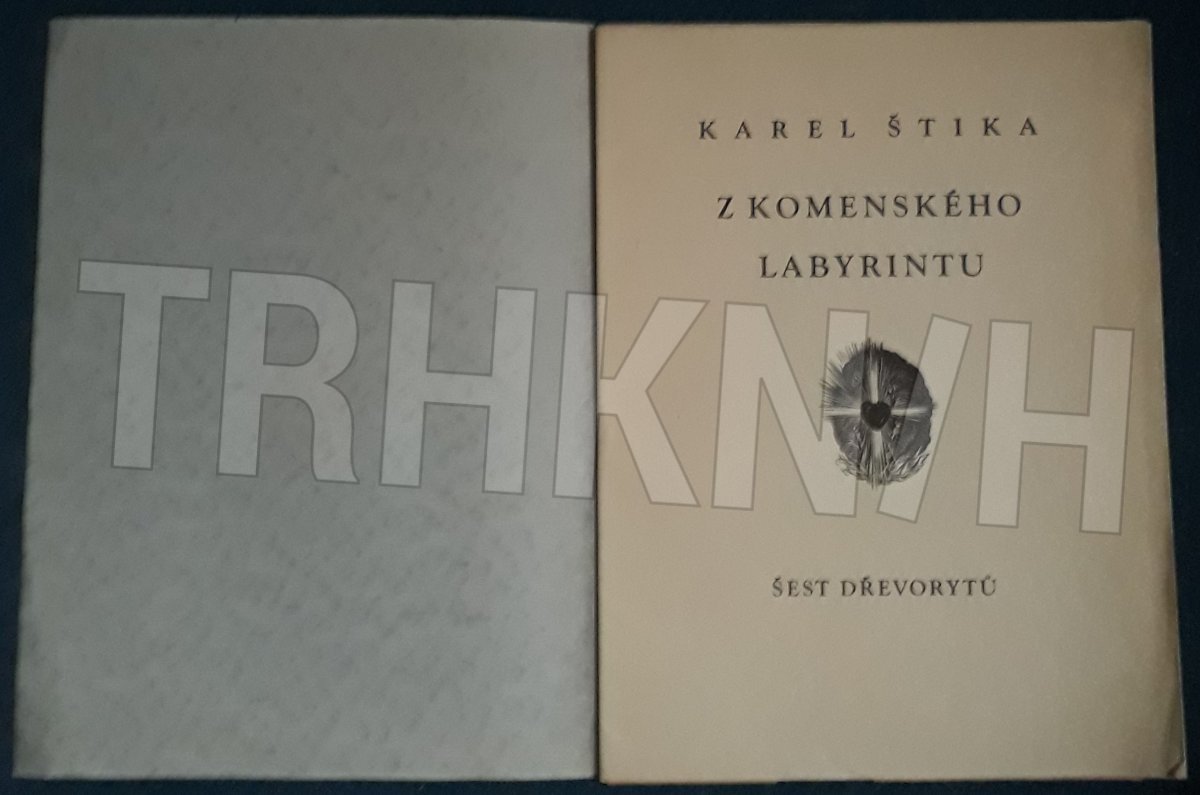 KAREL ŠTIKA
Z KOMENSKÉHO
LABYRINTU
TRHKNIH
ŠEST DŘEVORYTŮ